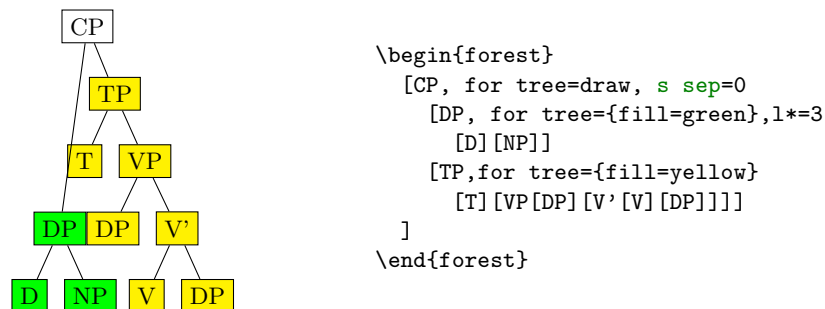 CP
TP
T VP
DP DP V'
D NP V DP
\begin{forest}
[CP, for tree=draw, s sep=0
[DP, for tree={fill=green},l*=3
[D][NP]]
[TP,for tree={fill=yellow}
[T][VP[DP][V'[V][DP]]]]
]
\end{forest}